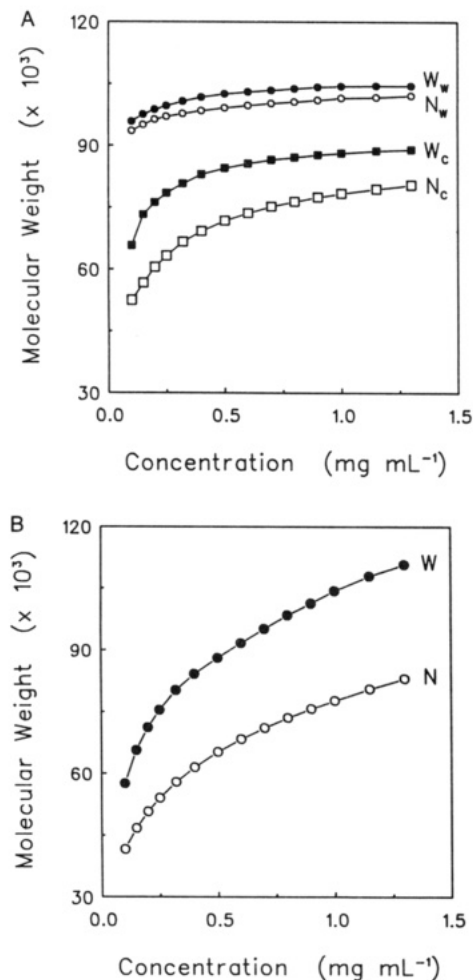 A
120
90
60
30
Molecular Weight (x 10³)
W_w
N_w
W_c
N_c
0.0 0.5 1.0 1.5
Concentration (mg mL⁻¹)
B
120
90
60
30
Molecular Weight (x 10³)
W
N
0.0 0.5 1.0 1.5
Concentration (mg mL⁻¹)